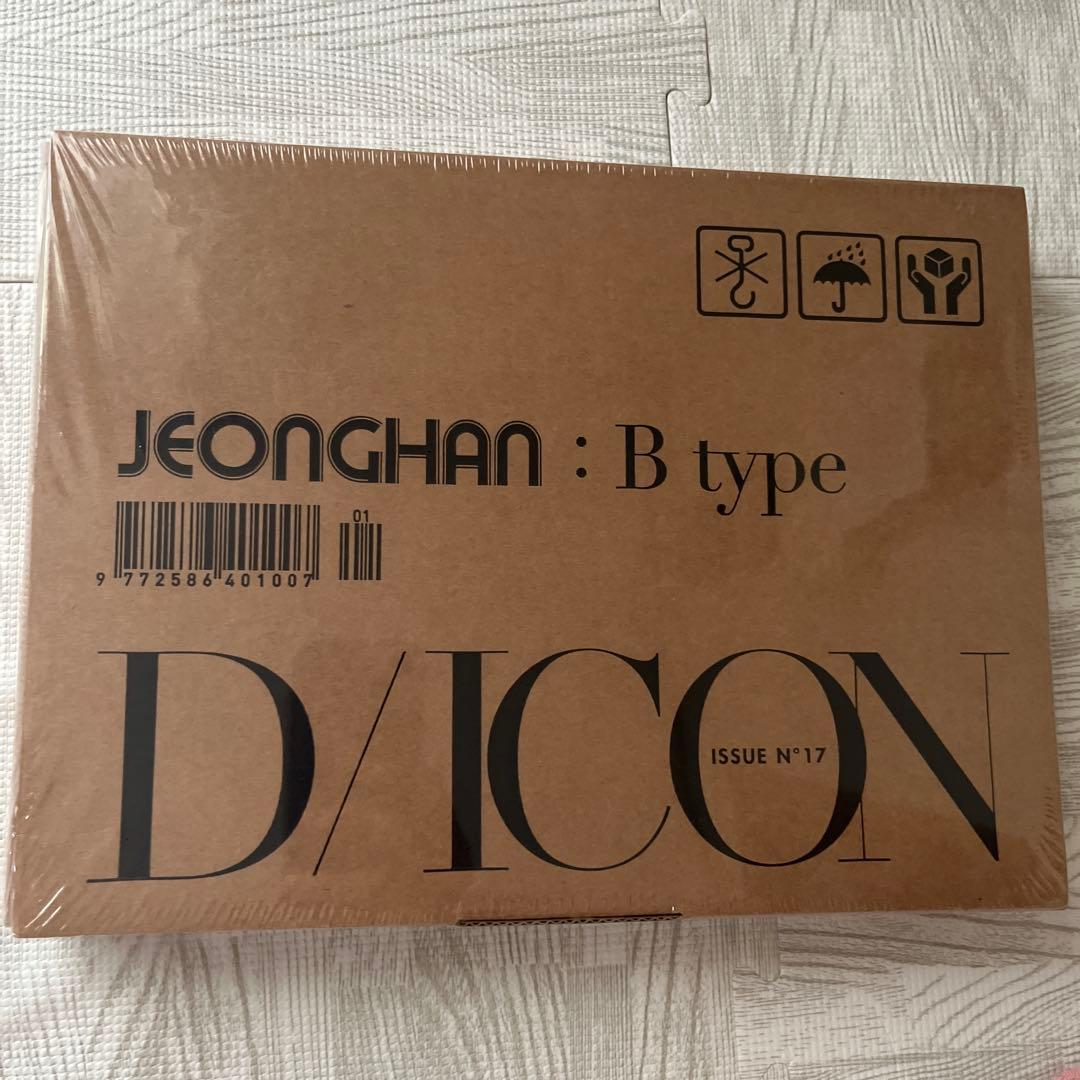 JEONGHAN : B type
01
9 772586 401007
D/ICON
ISSUE N°17